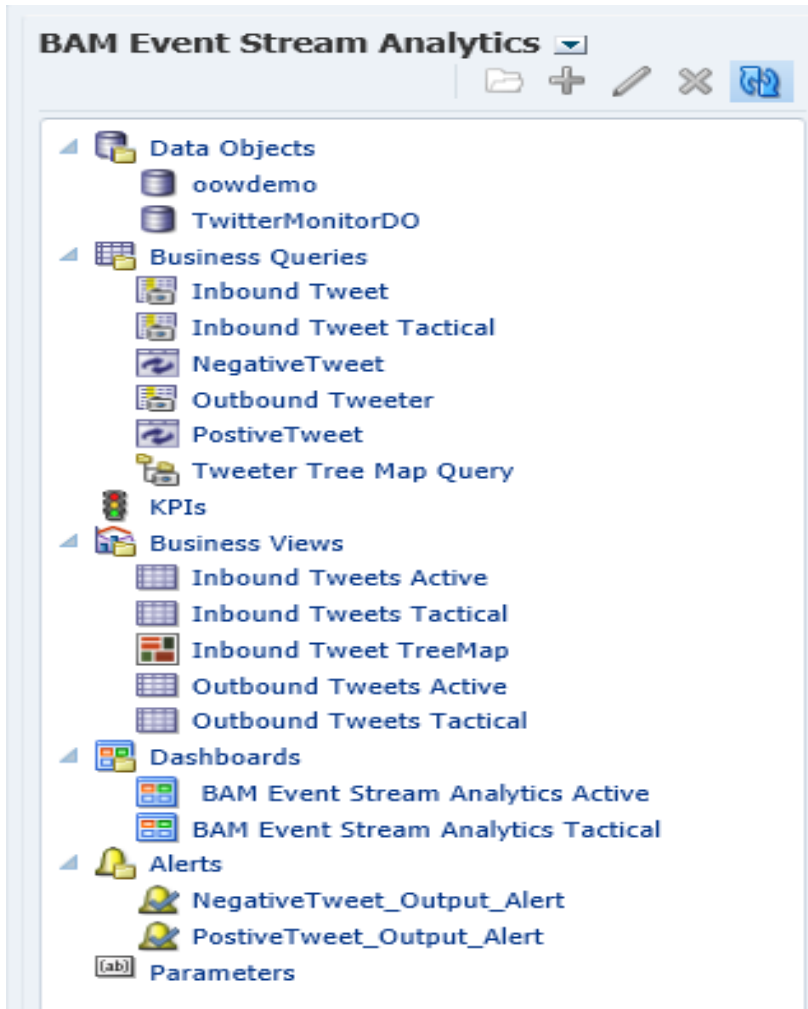 BAM Event Stream Analytics
Data Objects
oowdemo
TwitterMonitorDO
Business Queries
Inbound Tweet
Inbound Tweet Tactical
NegativeTweet
Outbound Tweeter
PostiveTweet
Tweeter Tree Map Query
KPIs
Business Views
Inbound Tweets Active
Inbound Tweets Tactical
Inbound Tweet TreeMap
Outbound Tweets Active
Outbound Tweets Tactical
Dashboards
BAM Event Stream Analytics Active
BAM Event Stream Analytics Tactical
Alerts
NegativeTweet_Output_Alert
PostiveTweet_Output_Alert
(ab) Parameters